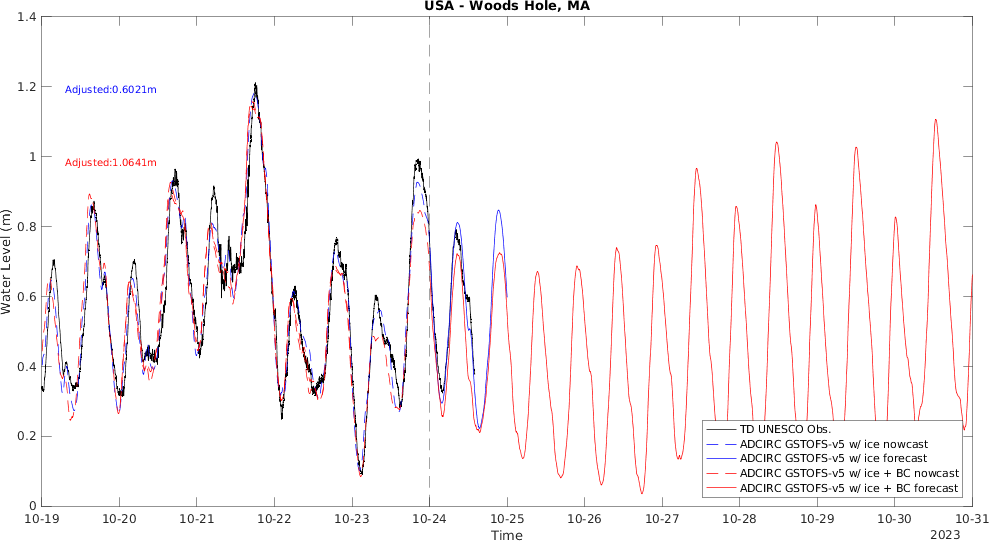 USA - Woods Hole, MA
1.4
1.2
1
0.8
0.6
0.4
0.2
0
Water Level (m)
Adjusted:0.6021m
Adjusted:1.0641m
TD UNESCO Obs.
ADCIRC GSTOFS-v5 w/ ice nowcast
ADCIRC GSTOFS-v5 w/ ice forecast
ADCIRC GSTOFS-v5 w/ ice + BC nowcast
ADCIRC GSTOFS-v5 w/ ice + BC forecast
10-19 10-20 10-21 10-22 10-23 10-24 10-25 10-26 10-27 10-28 10-29 10-30 10-31
Time
2023